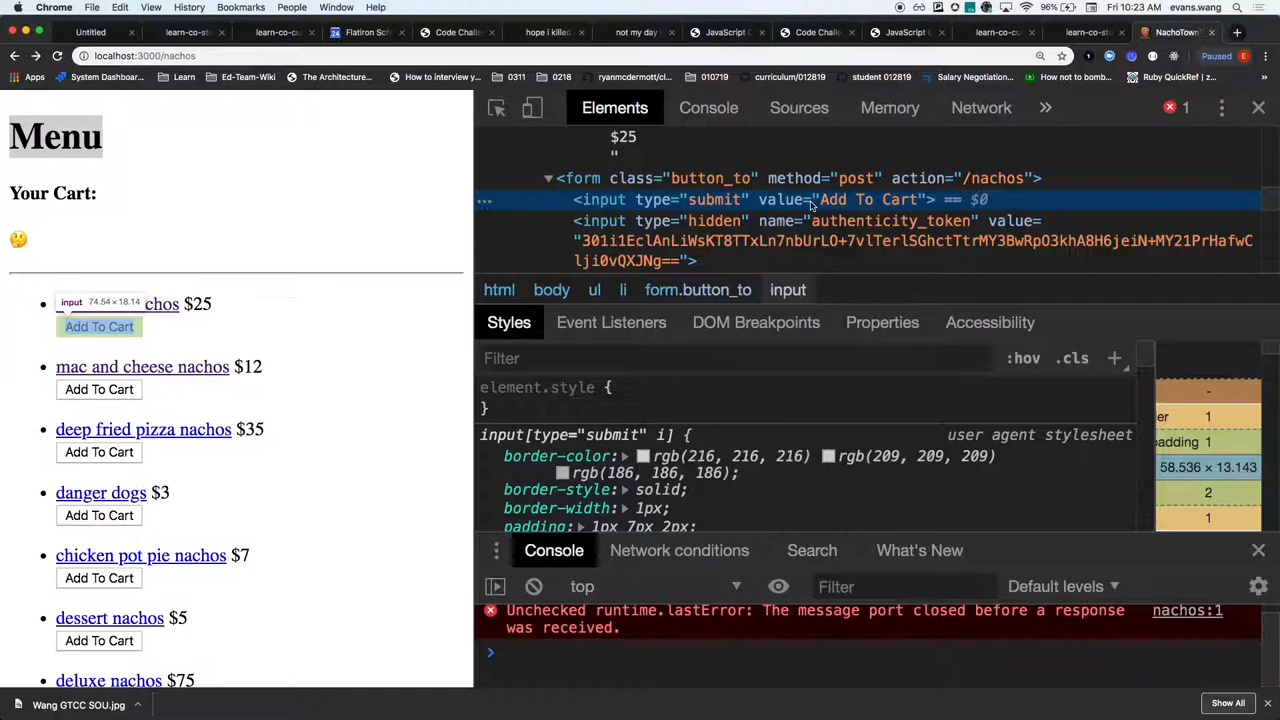 Chrome File Edit View History Bookmarks People Window Help 96% Fri 10:23 AM evans.wang
Untitled learn-co-st learn-co-cu Flatiron Sc Code Challe hope i killed not my day JavaScript C Code Challe JavaScript C learn-co-cu learn-co-stu NachoTown
localhost:3000/nachos Paused E
Apps System Dashboar... Learn Ed-Team-Wiki The Architecture... How to interview y... 0311 0218 ryanmcdermott/cl... 010719 curriculum/012819 student 012819 Salary Negotiation... How not to bomb... Ruby QuickRef | z...
Menu
Your Cart:
input 74.54 × 18.14
chos $25
Add To Cart
mac and cheese nachos $12
Add To Cart
deep fried pizza nachos $35
Add To Cart
danger dogs $3
Add To Cart
chicken pot pie nachos $7
Add To Cart
dessert nachos $5
Add To Cart
deluxe nachos $75
Elements Console Sources Memory Network » 1
$25
"
<form class="button_to" method="post" action="/nachos">
... <input type="submit" value="Add To Cart"> == $0
<input type="hidden" name="authenticity_token" value=
"301i1EclAnLiWsKT8TTxLn7nbUrLO+7vlTerlSGhctTtrMY3BwRpO3khA8H6jeiN+MY21PrHafwC
lji0vQXJNg==">
html body ul li form.button_to input
Styles Event Listeners DOM Breakpoints Properties Accessibility
Filter :hov .cls +
element.style {
}
input[type="submit" i] { user agent stylesheet
border-color: rgb(216, 216, 216) rgb(209, 209, 209)
rgb(186, 186, 186);
border-style: solid;
border-width: 1px;
padding: 1px 7px 2px;
-
er 1
padding 1
58.536 × 13.143
2
1
Console Network conditions Search What's New
top Filter Default levels
Unchecked runtime.lastError: The message port closed before a response nachos:1
was received.
Wang GTCC SOU.jpg Show All